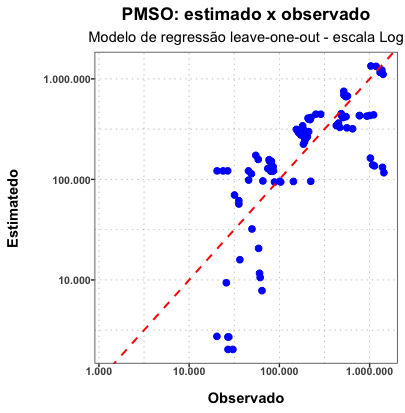 PMSO: estimado x observado
Modelo de regressão leave-one-out - escala Log
1.000.000
100.000
10.000
Estimatedo
1.000
10.000
100.000
1.000.000
Observado